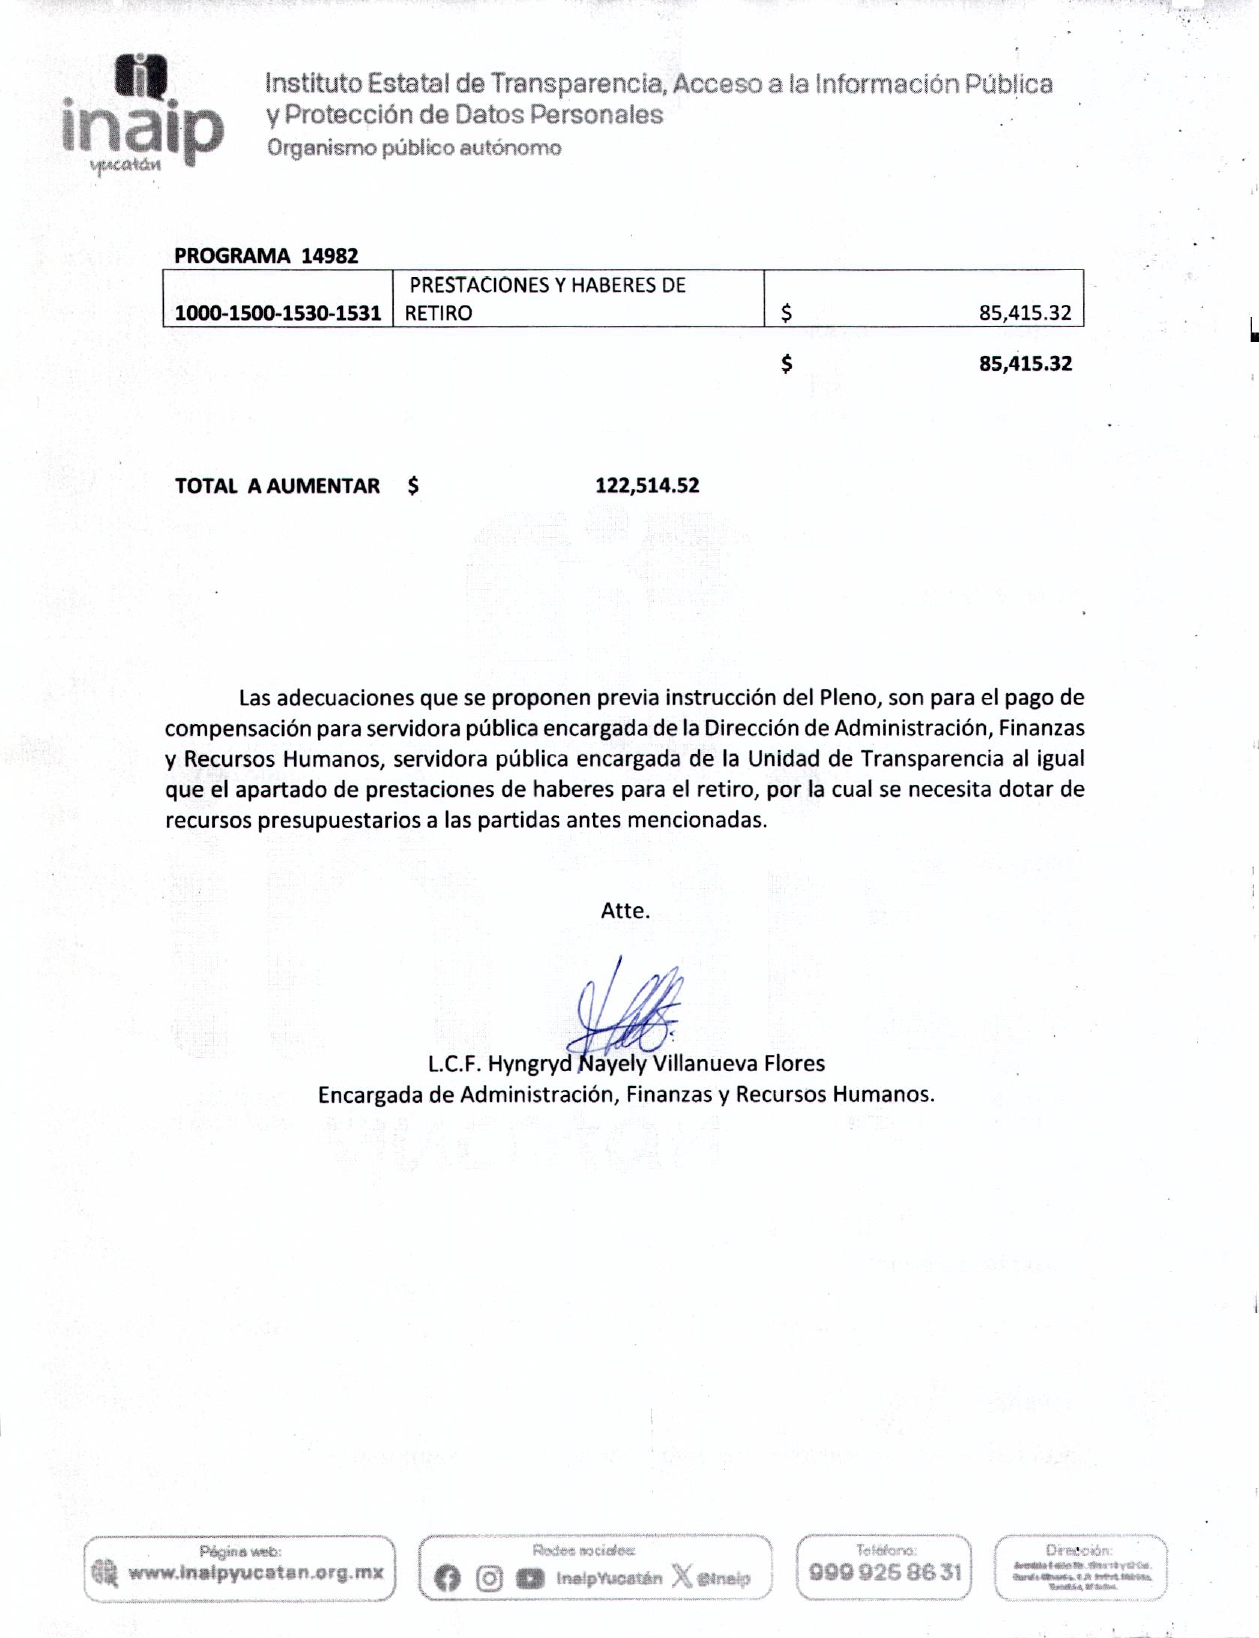 inaip
yucatán
Instituto Estatal de Transparencia, Acceso a la Información Pública
y Protección de Datos Personales
Organismo público autónomo
PROGRAMA 14982
1000-1500-1530-1531 PRESTACIONES Y HABERES DE RETIRO $ 85,415.32
$ 85,415.32
TOTAL A AUMENTAR $ 122,514.52
Las adecuaciones que se proponen previa instrucción del Pleno, son para el pago de
compensación para servidora pública encargada de la Dirección de Administración, Finanzas
y Recursos Humanos, servidora pública encargada de la Unidad de Transparencia al igual
que el apartado de prestaciones de haberes para el retiro, por la cual se necesita dotar de
recursos presupuestarios a las partidas antes mencionadas.
Atte.
L.C.F. Hyngryd Nayely Villanueva Flores
Encargada de Administración, Finanzas y Recursos Humanos.
Página web:
www.inaipyucatan.org.mx
Redes sociales:
InaipYucatán @Inaip
Teléfono:
999 925 86 31
Dirección: